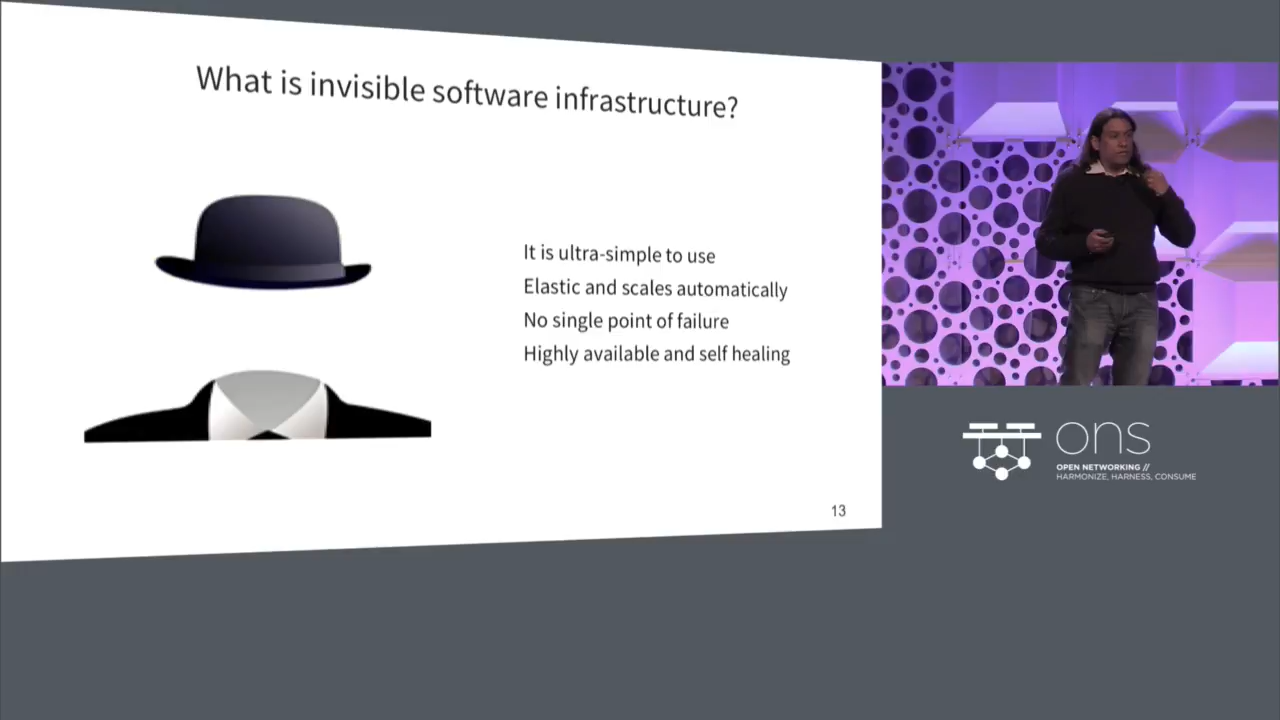 What is invisible software infrastructure?
It is ultra-simple to use
Elastic and scales automatically
No single point of failure
Highly available and self healing
13
ons
OPEN NETWORKING //
HARMONIZE, HARNESS, CONSUME